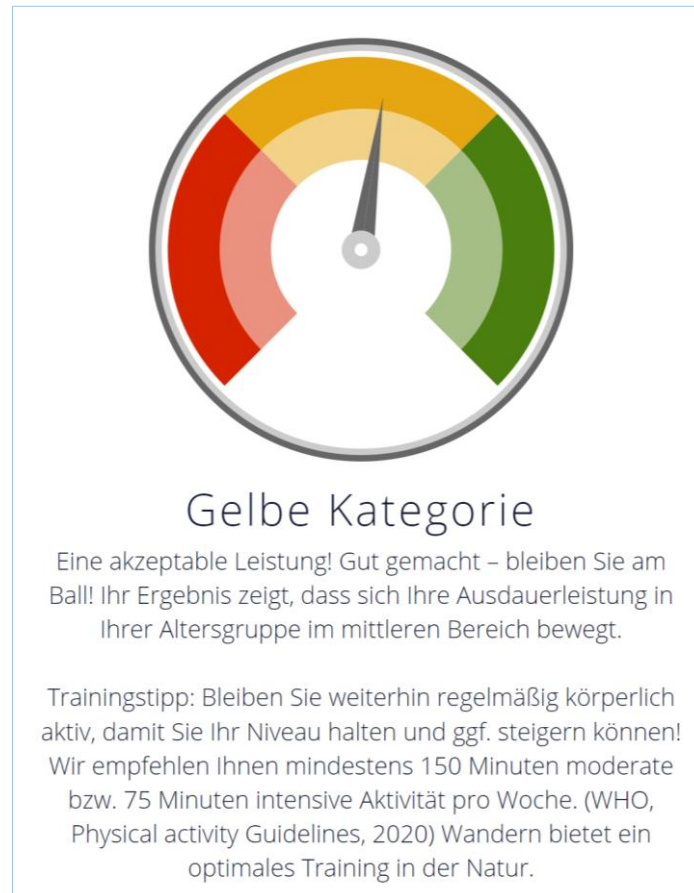 Gelbe Kategorie
Eine akzeptable Leistung! Gut gemacht – bleiben Sie am
Ball! Ihr Ergebnis zeigt, dass sich Ihre Ausdauerleistung in
Ihrer Altersgruppe im mittleren Bereich bewegt.
Trainingstipp: Bleiben Sie weiterhin regelmäßig körperlich
aktiv, damit Sie Ihr Niveau halten und ggf. steigern können!
Wir empfehlen Ihnen mindestens 150 Minuten moderate
bzw. 75 Minuten intensive Aktivität pro Woche. (WHO,
Physical activity Guidelines, 2020) Wandern bietet ein
optimales Training in der Natur.